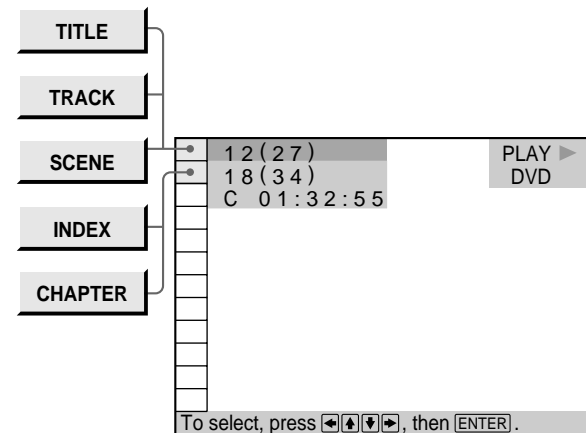 TITLE
TRACK
SCENE
INDEX
CHAPTER
12(27)
18(34)
C 01:32:55
PLAY
DVD
To select, press ←↑↓→, then ENTER.